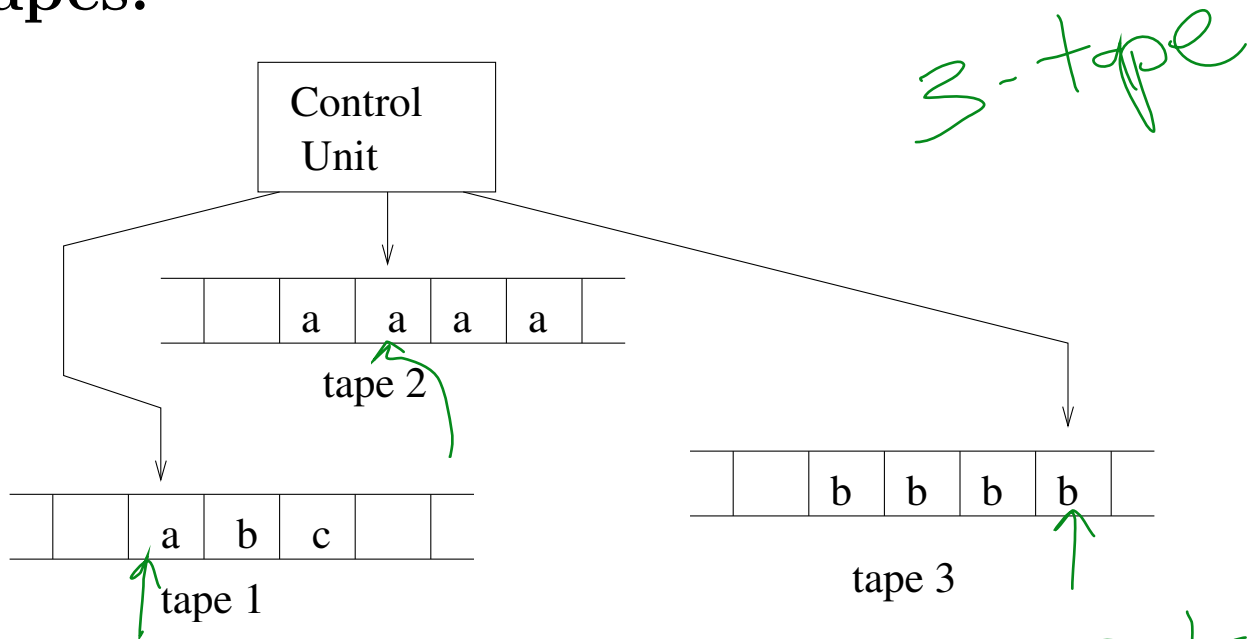 apes.
3-tape
Control
Unit
a a a a
tape 2
b b b b
a b c
tape 3
tape 1